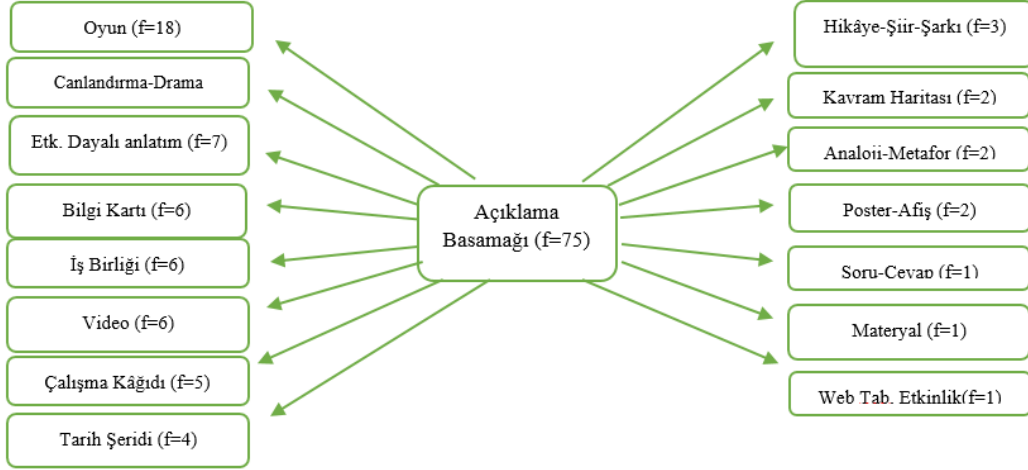 Oyun (f=18)
Canlandırma-Drama
Etk. Dayalı anlatım (f=7)
Bilgi Kartı (f=6)
İş Birliği (f=6)
Video (f=6)
Çalışma Kâğıdı (f=5)
Tarih Şeridi (f=4)
Açıklama
Basamağı (f=75)
Hikâye-Şiir-Şarkı (f=3)
Kavram Haritası (f=2)
Analoji-Metafor (f=2)
Poster-Afiş (f=2)
Soru-Cevap (f=1)
Materyal (f=1)
Web Tab. Etkinlik(f=1)